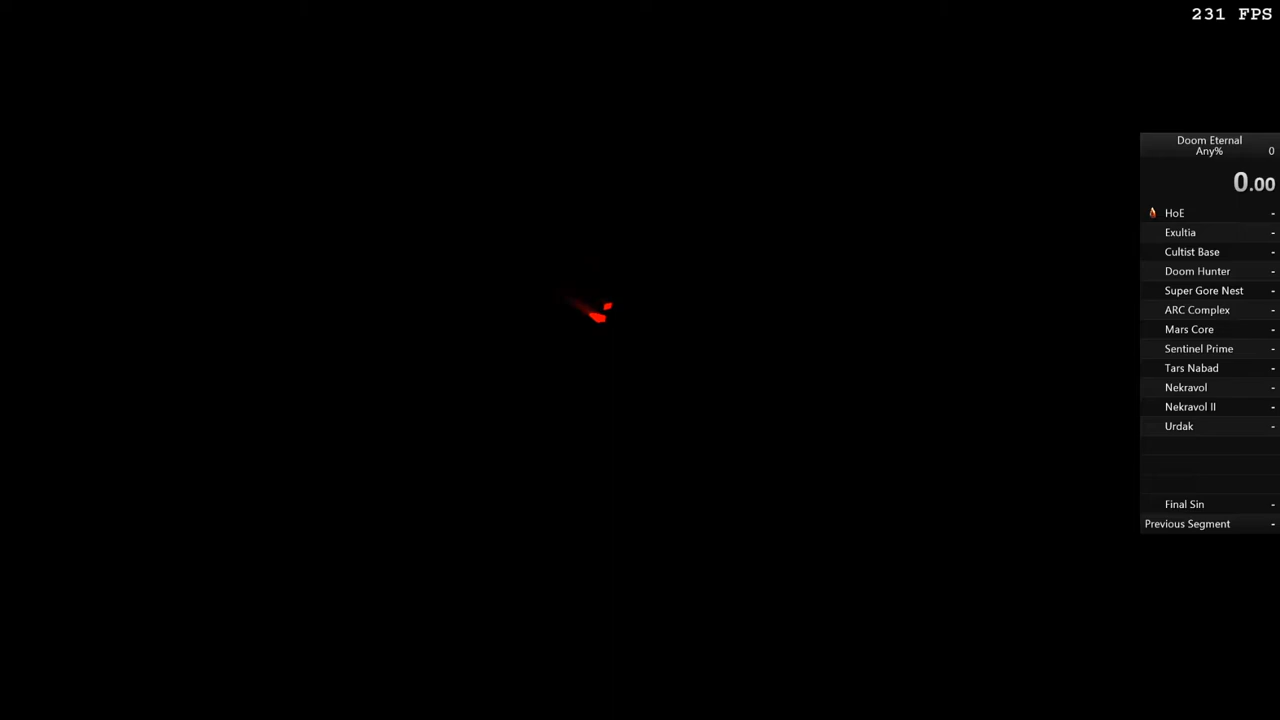 231 FPS
Doom Eternal
Any% 0
0.00
HoE -
Exultia -
Cultist Base -
Doom Hunter -
Super Gore Nest -
ARC Complex -
Mars Core -
Sentinel Prime -
Tars Nabad -
Nekravol -
Nekravol II -
Urdak -
Final Sin -
Previous Segment -